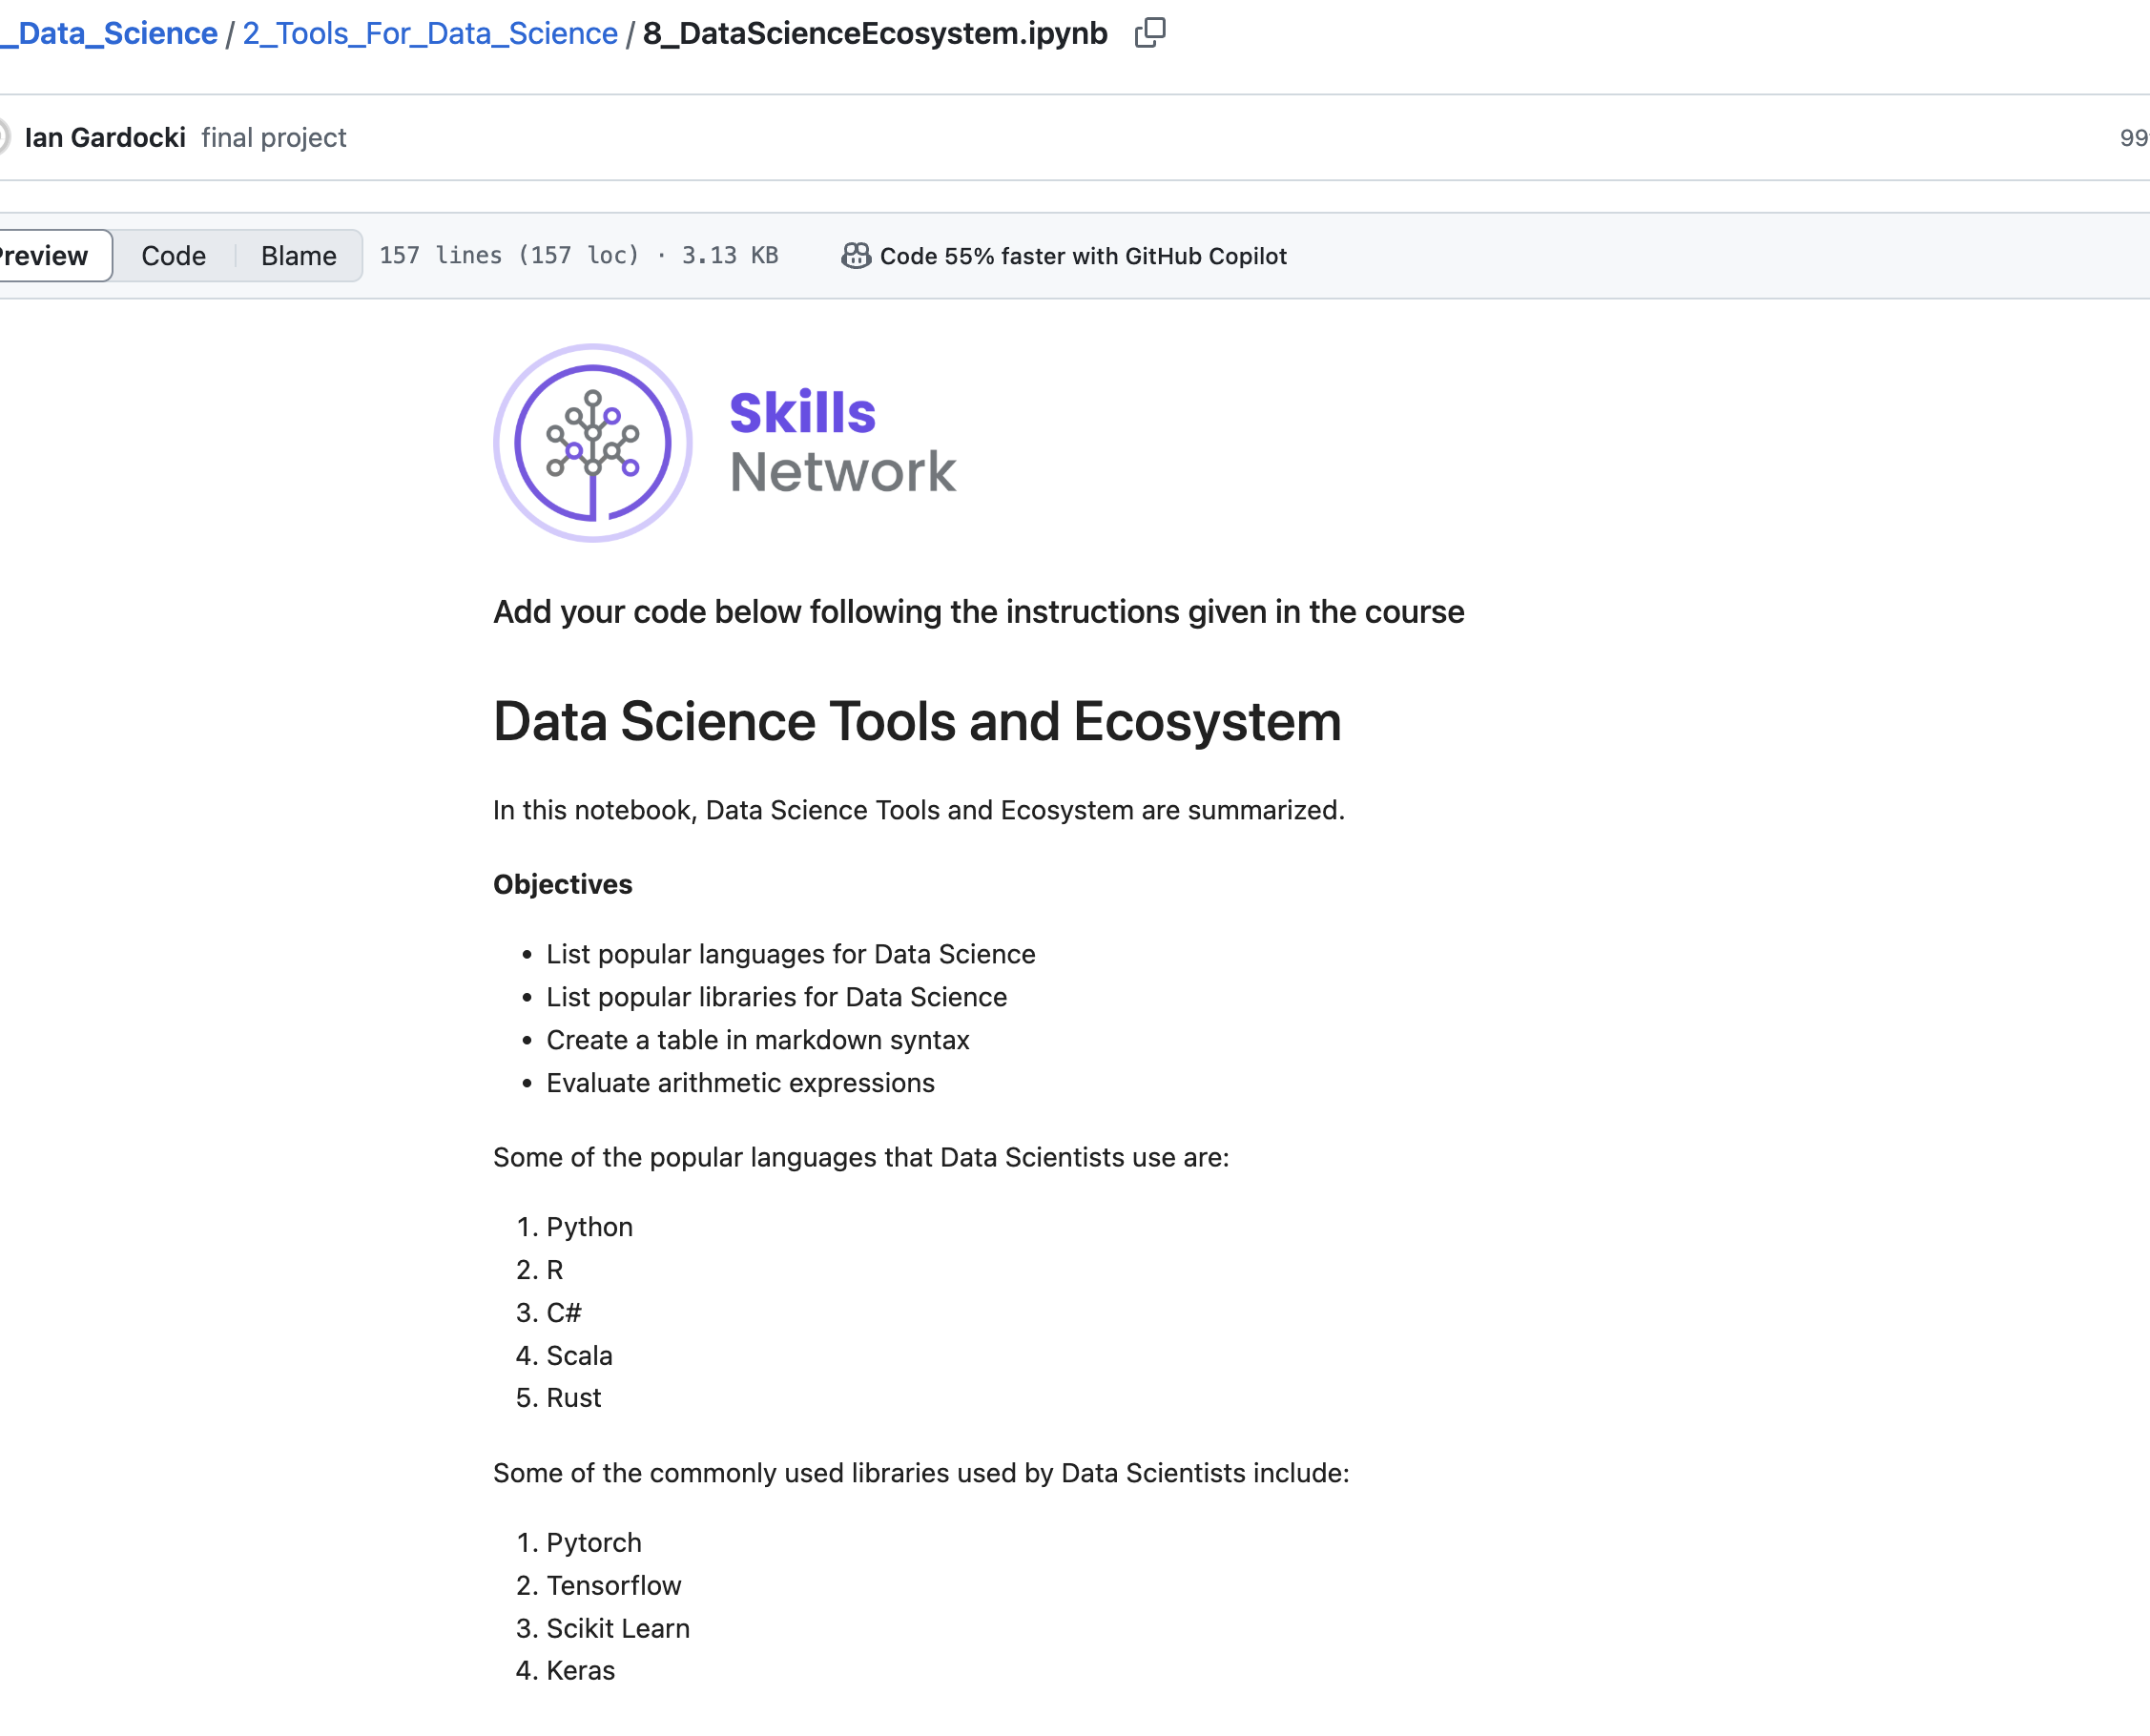 _Data_Science / 2_Tools_For_Data_Science / 8_DataScienceEcosystem.ipynb
Ian Gardocki final project 99
Preview Code Blame 157 lines (157 loc) · 3.13 KB Code 55% faster with GitHub Copilot
Skills
Network
Add your code below following the instructions given in the course
Data Science Tools and Ecosystem
In this notebook, Data Science Tools and Ecosystem are summarized.
Objectives
• List popular languages for Data Science
• List popular libraries for Data Science
• Create a table in markdown syntax
• Evaluate arithmetic expressions
Some of the popular languages that Data Scientists use are:
1. Python
2. R
3. C#
4. Scala
5. Rust
Some of the commonly used libraries used by Data Scientists include:
1. Pytorch
2. Tensorflow
3. Scikit Learn
4. Keras